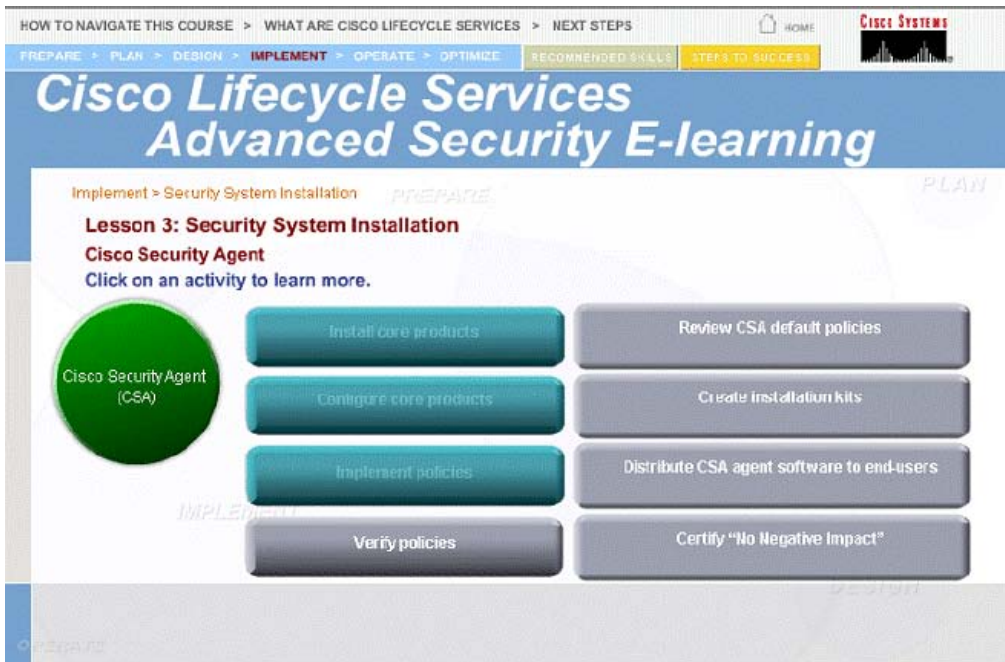 HOW TO NAVIGATE THIS COURSE > WHAT ARE CISCO LIFECYCLE SERVICES > NEXT STEPS
HOME
CISCO SYSTEMS
PREPARE > PLAN > DESIGN > IMPLEMENT > OPERATE > OPTIMIZE
RECOMMENDED SKILLS
STEPS TO SUCCESS
Cisco Lifecycle Services
Advanced Security E-learning
Implement > Security System Installation
PREPARE
PLAN
Lesson 3: Security System Installation
Cisco Security Agent
Click on an activity to learn more.
Cisco Security Agent
(CSA)
Install core products
Review CSA default policies
Configure core products
Create installation kits
Implement policies
Distribute CSA agent software to end-users
IMPLEMENT
Verify policies
Certify “No Negative Impact”
DESIGN
OPERATE